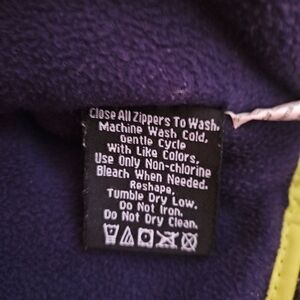 Close All Zippers To Wash.
Machine Wash Cold,
Gentle Cycle
With Like Colors,
Use Only Non-chlorine
Bleach When Needed.
Reshape,
Tumble Dry Low.
Do Not Iron.
Do Not Dry Clean.